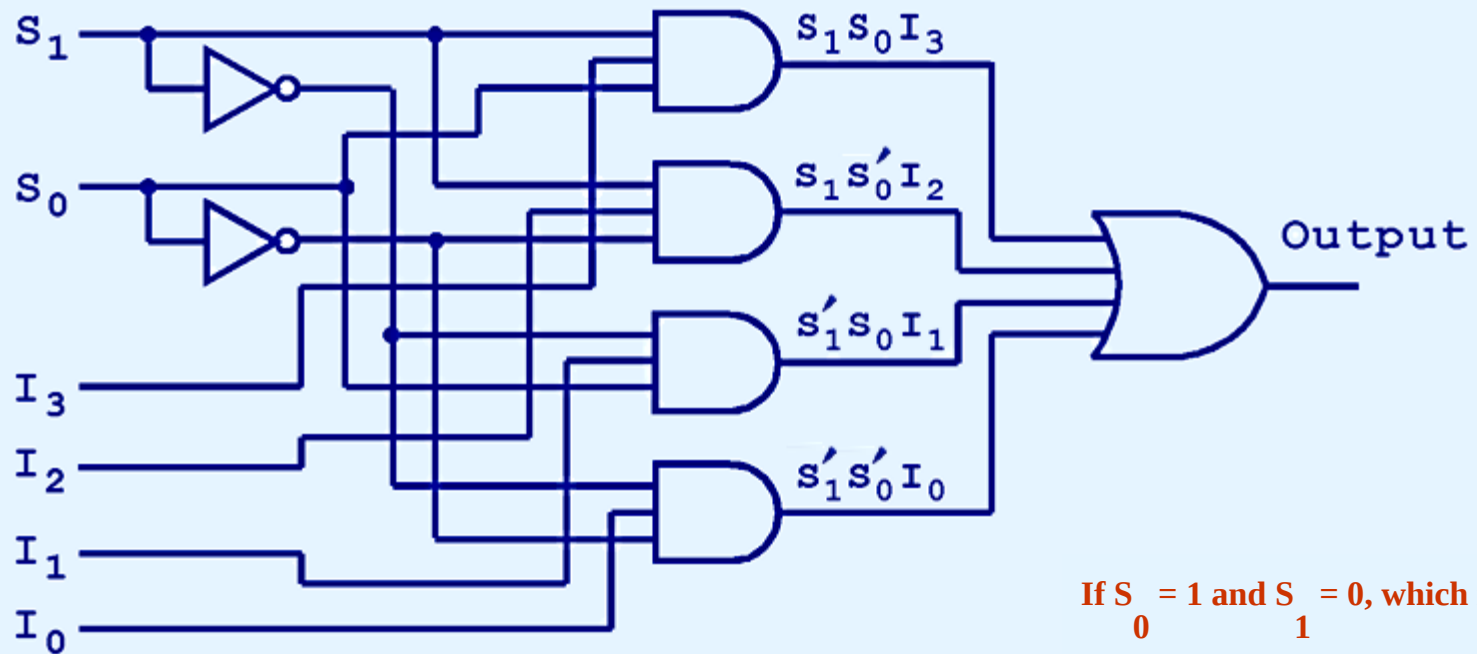 S1
S1S0I3
S0
S1S0′I2
Output
S1′S0I1
I3
I2
S1′S0′I0
I1
I0
If S0 = 1 and S1 = 0, which